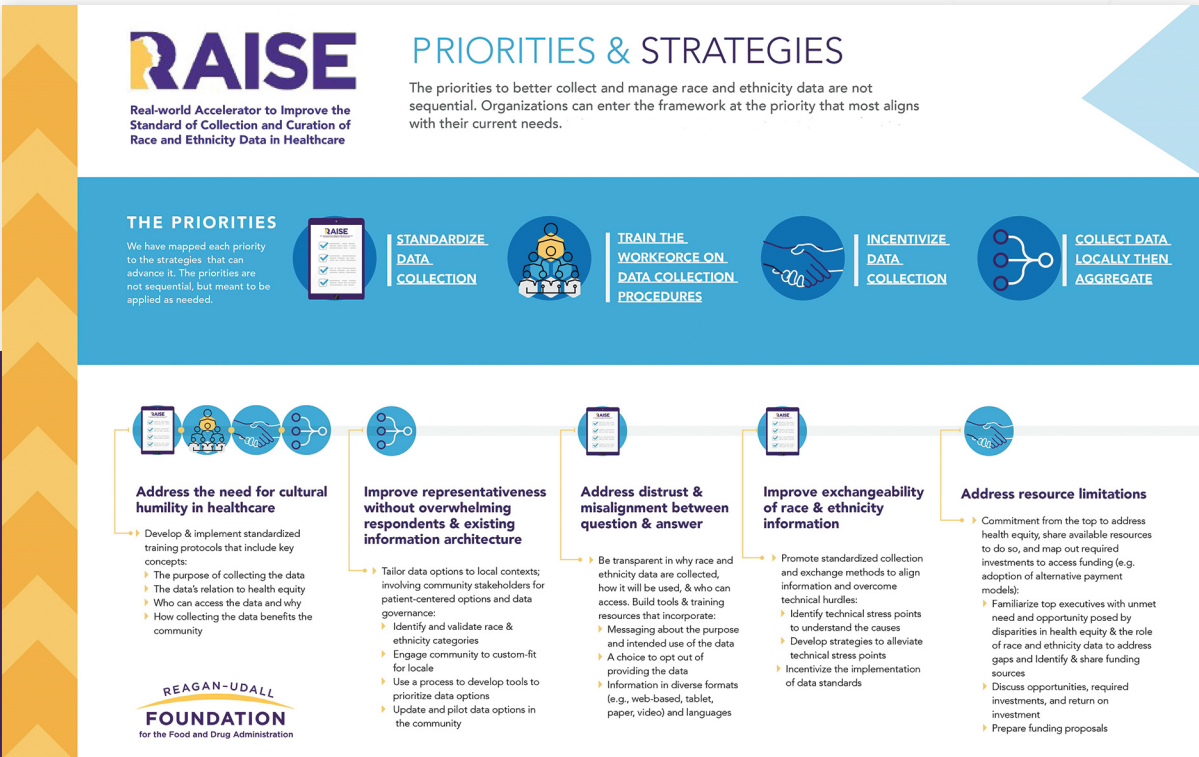 RAISE
Real-world Accelerator to Improve the
Standard of Collection and Curation of
Race and Ethnicity Data in Healthcare
PRIORITIES & STRATEGIES
The priorities to better collect and manage race and ethnicity data are not
sequential. Organizations can enter the framework at the priority that most aligns
with their current needs.
THE PRIORITIES
We have mapped each priority
to the strategies that can
advance it. The priorities are
not sequential, but meant to be
applied as needed.
RAISE
STANDARDIZE
DATA
COLLECTION
TRAIN THE
WORKFORCE ON
DATA COLLECTION
PROCEDURES
INCENTIVIZE
DATA
COLLECTION
COLLECT DATA
LOCALLY THEN
AGGREGATE
RAISE
Address the need for cultural
humility in healthcare
Develop & implement standardized
training protocols that include key
concepts:
The purpose of collecting the data
The data's relation to health equity
Who can access the data and why
How collecting the data benefits the
community
Improve representativeness
without overwhelming
respondents & existing
information architecture
Tailor data options to local contexts;
involving community stakeholders for
patient-centered options and data
governance:
Identify and validate race &
ethnicity categories
Engage community to custom-fit
for locale
Use a process to develop tools to
prioritize data options
Update and pilot data options in
the community
RAISE
Address distrust &
misalignment between
question & answer
Be transparent in why race and
ethnicity data are collected,
how it will be used, & who can
access. Build tools & training
resources that incorporate:
Messaging about the purpose
and intended use of the data
A choice to opt out of
providing the data
Information in diverse formats
(e.g., web-based, tablet,
paper, video) and languages
RAISE
Improve exchangeability
of race & ethnicity
information
Promote standardized collection
and exchange methods to align
information and overcome
technical hurdles:
Identify technical stress points
to understand the causes
Develop strategies to alleviate
technical stress points
Incentivize the implementation
of data standards
Address resource limitations
Commitment from the top to address
health equity, share available resources
to do so, and map out required
investments to access funding (e.g.
adoption of alternative payment
models):
Familiarize top executives with unmet
need and opportunity posed by
disparities in health equity & the role
of race and ethnicity data to address
gaps and Identify & share funding
sources
Discuss opportunities, required
investments, and return on
investment
Prepare funding proposals
REAGAN-UDALL
FOUNDATION
for the Food and Drug Administration